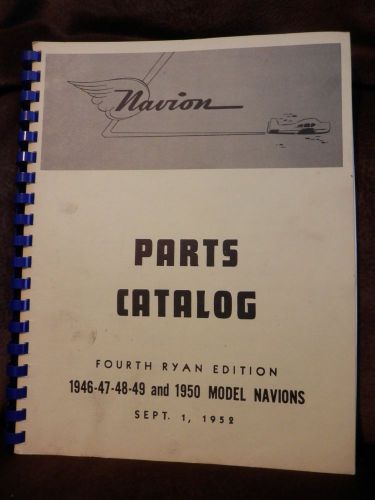 Navion
PARTS
CATALOG
FOURTH RYAN EDITION
1946-47-48-49 and 1950 MODEL NAVIONS
SEPT. 1, 1952